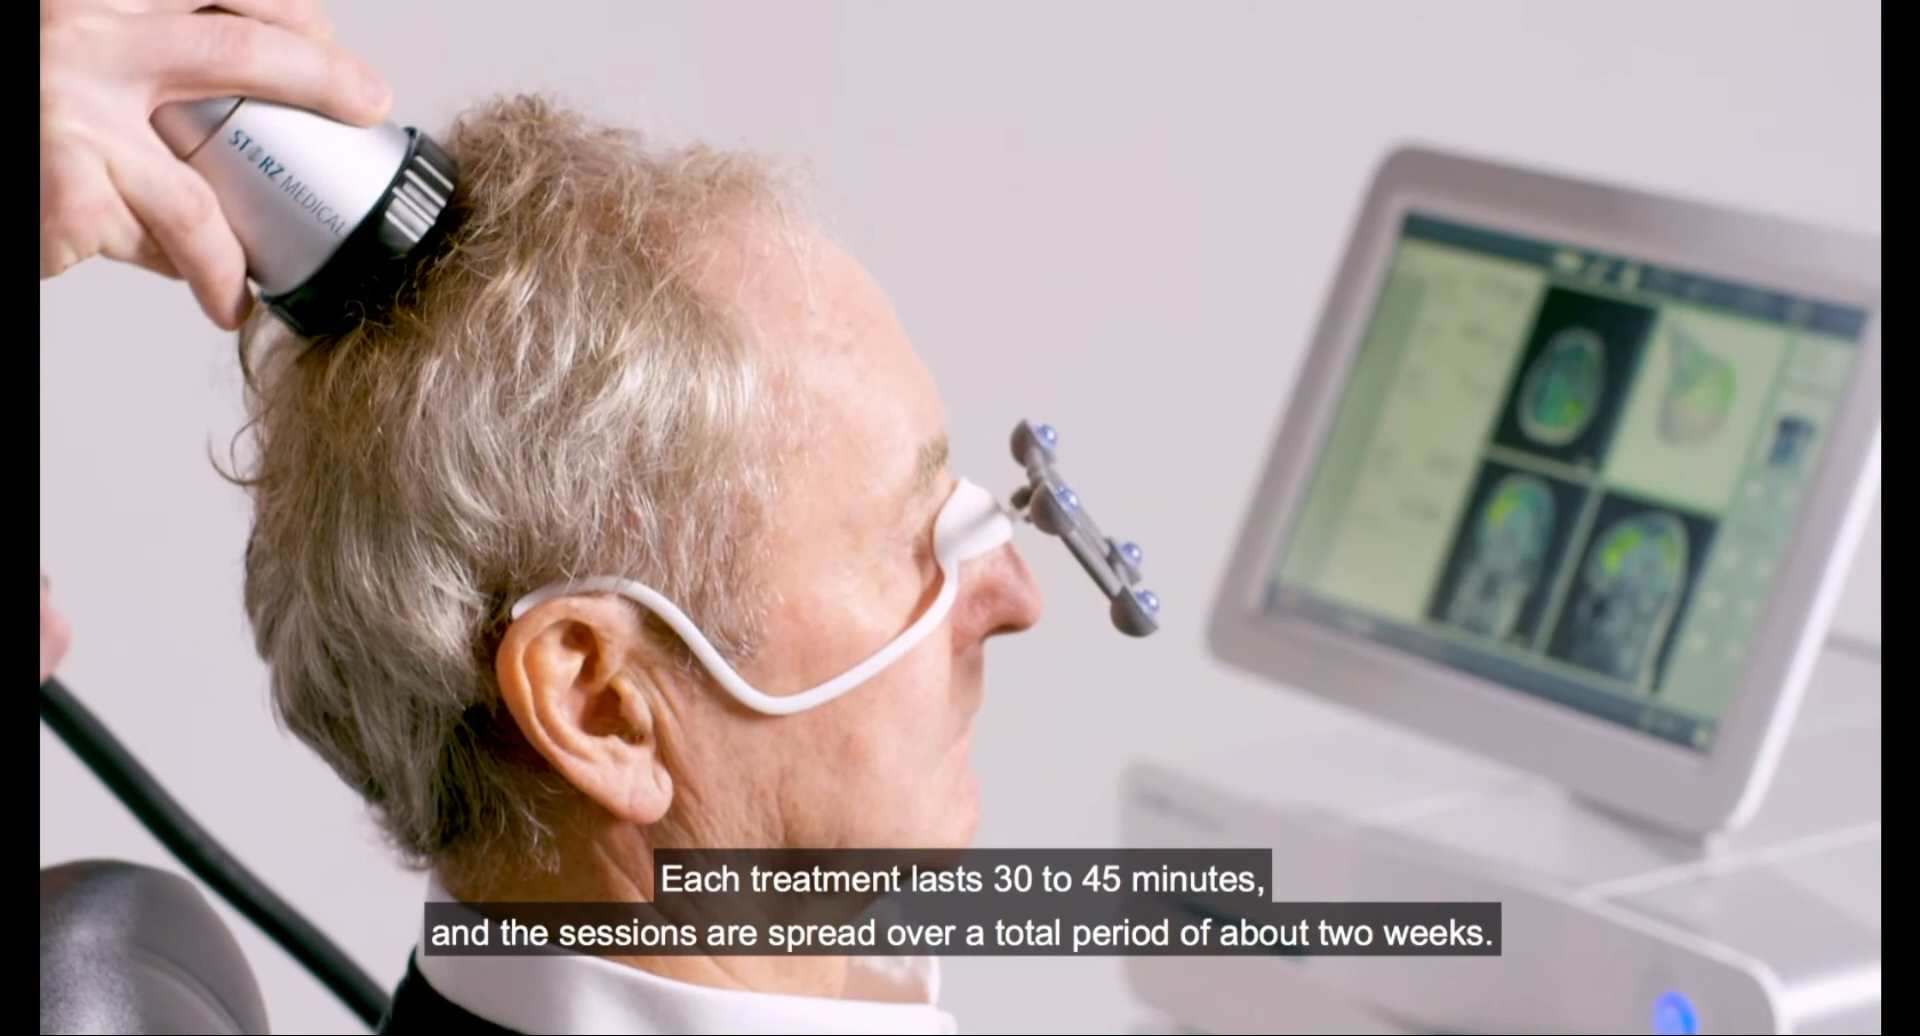 STORZ MEDICAL
Each treatment lasts 30 to 45 minutes,
and the sessions are spread over a total period of about two weeks.